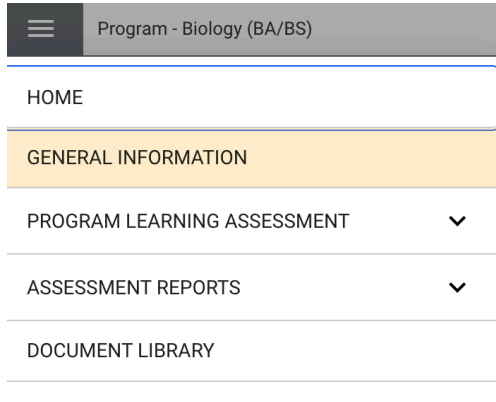 Program - Biology (BA/BS)
HOME
GENERAL INFORMATION
PROGRAM LEARNING ASSESSMENT
ASSESSMENT REPORTS
DOCUMENT LIBRARY